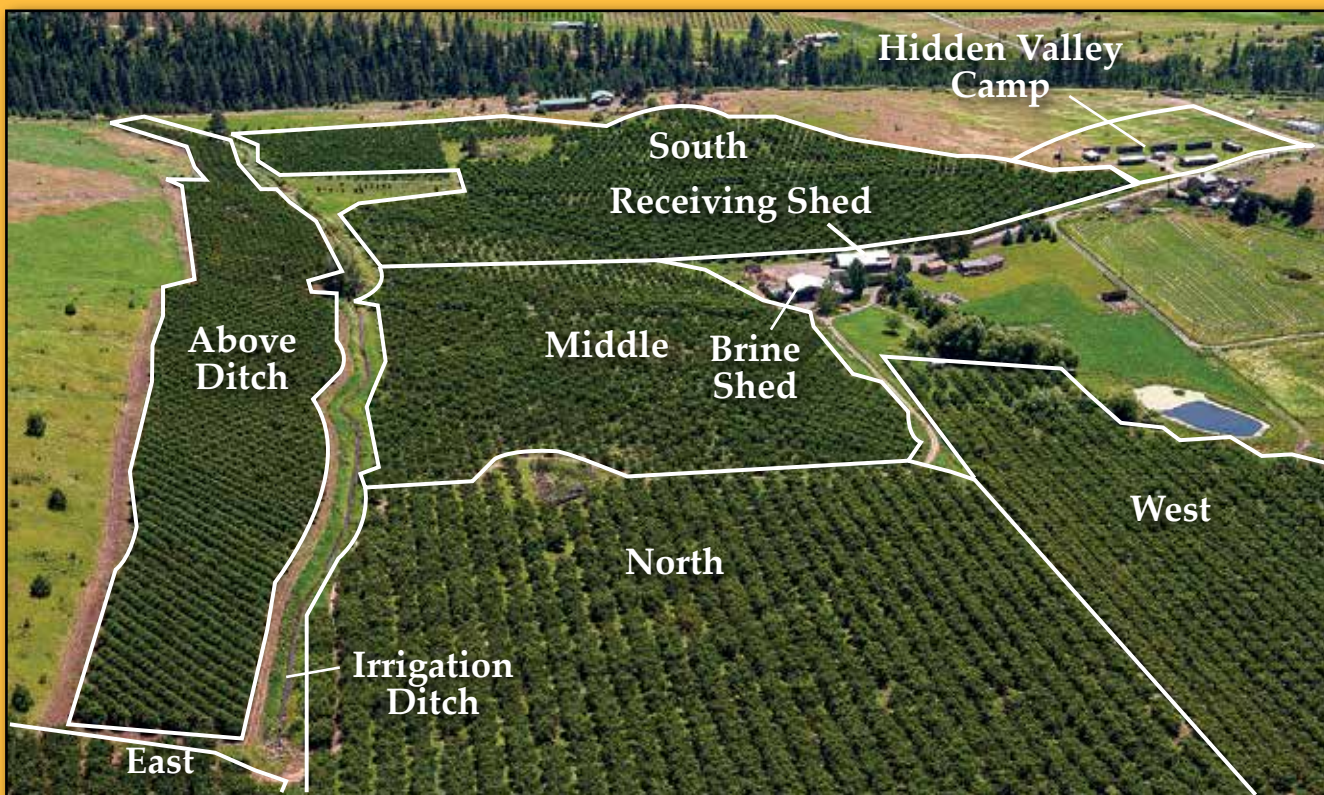 Hidden Valley
Camp
South
Receiving Shed
Above
Ditch
Middle
Brine
Shed
West
North
Irrigation
Ditch
East